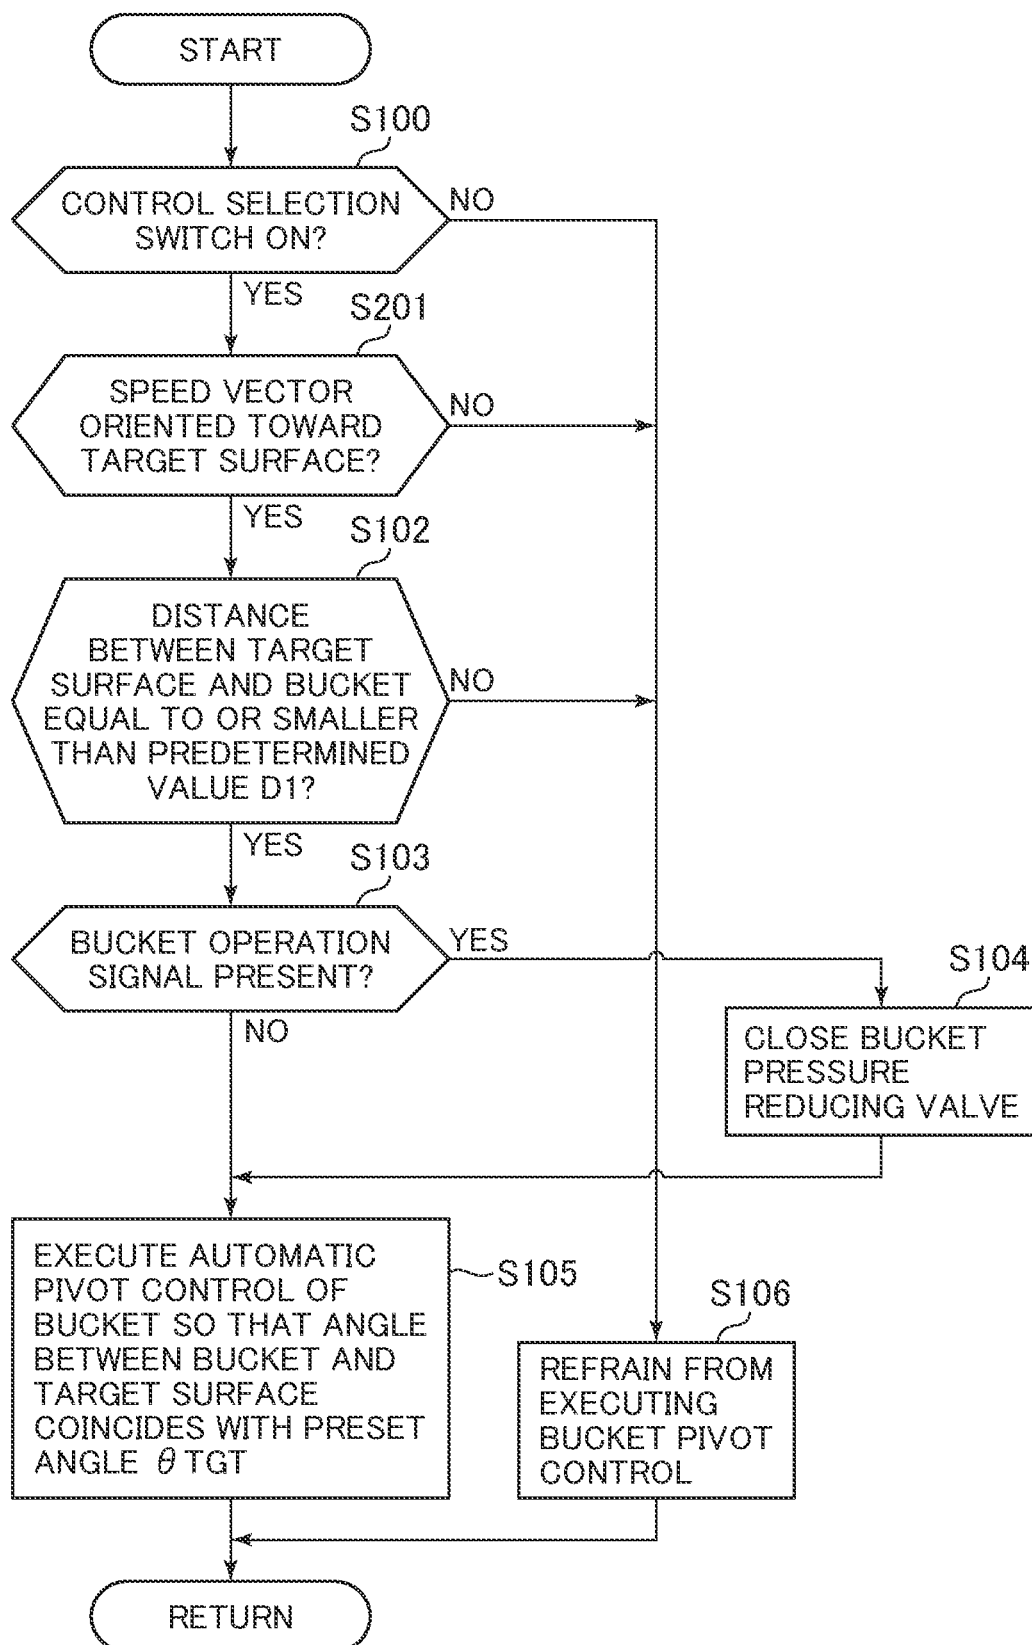 START
S100
CONTROL SELECTION
SWITCH ON?
NO
YES
S201
SPEED VECTOR
ORIENTED TOWARD
TARGET SURFACE?
NO
YES
S102
DISTANCE
BETWEEN TARGET
SURFACE AND BUCKET
EQUAL TO OR SMALLER
THAN PREDETERMINED
VALUE D1?
NO
YES
S103
BUCKET OPERATION
SIGNAL PRESENT?
YES
NO
S104
CLOSE BUCKET
PRESSURE
REDUCING VALVE
EXECUTE AUTOMATIC
PIVOT CONTROL OF
BUCKET SO THAT ANGLE
BETWEEN BUCKET AND
TARGET SURFACE
COINCIDES WITH PRESET
ANGLE θ TGT
S105
S106
REFRAIN FROM
EXECUTING
BUCKET PIVOT
CONTROL
RETURN